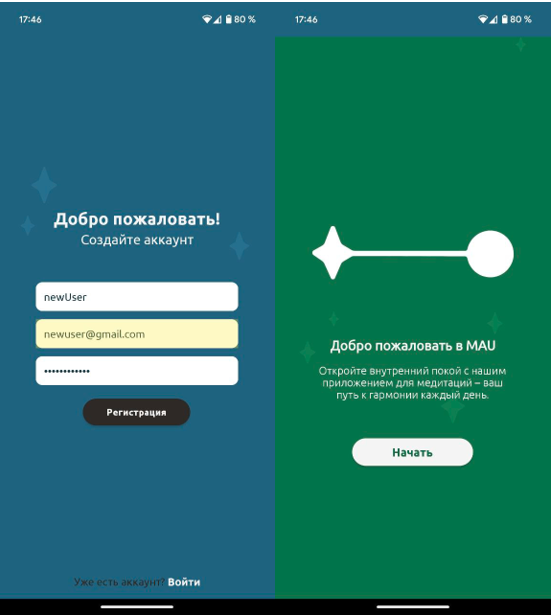 17:46
80 %
Добро пожаловать!
Создайте аккаунт
newUser
newuser@gmail.com
••••••••••••
Регистрация
Уже есть аккаунт? Войти
17:46
80 %
Добро пожаловать в MAU
Откройте внутренний покой с нашим
приложением для медитаций – ваш
путь к гармонии каждый день.
Начать